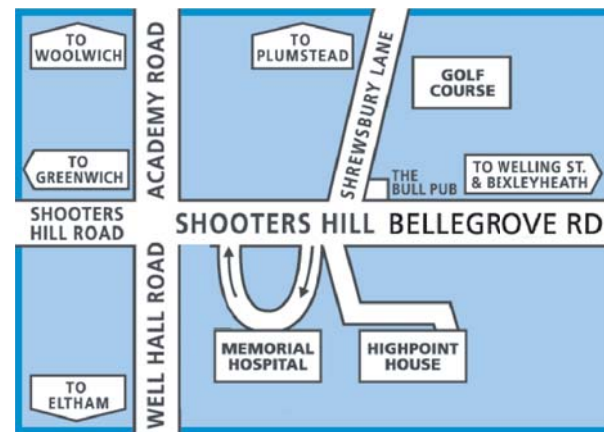 TO
WOOLWICH
ACADEMY ROAD
TO
PLUMSTEAD
SHREWSBURY LANE
GOLF
COURSE
TO
GREENWICH
THE
BULL PUB
TO WELLING ST.
& BIXLEYHEATH
SHOOTERS
HILL ROAD
SHOOTERS HILL
BELLEGROVE RD
WELL HALL ROAD
MEMORIAL
HOSPITAL
HIGHPOINT
HOUSE
TO
ELTHAM